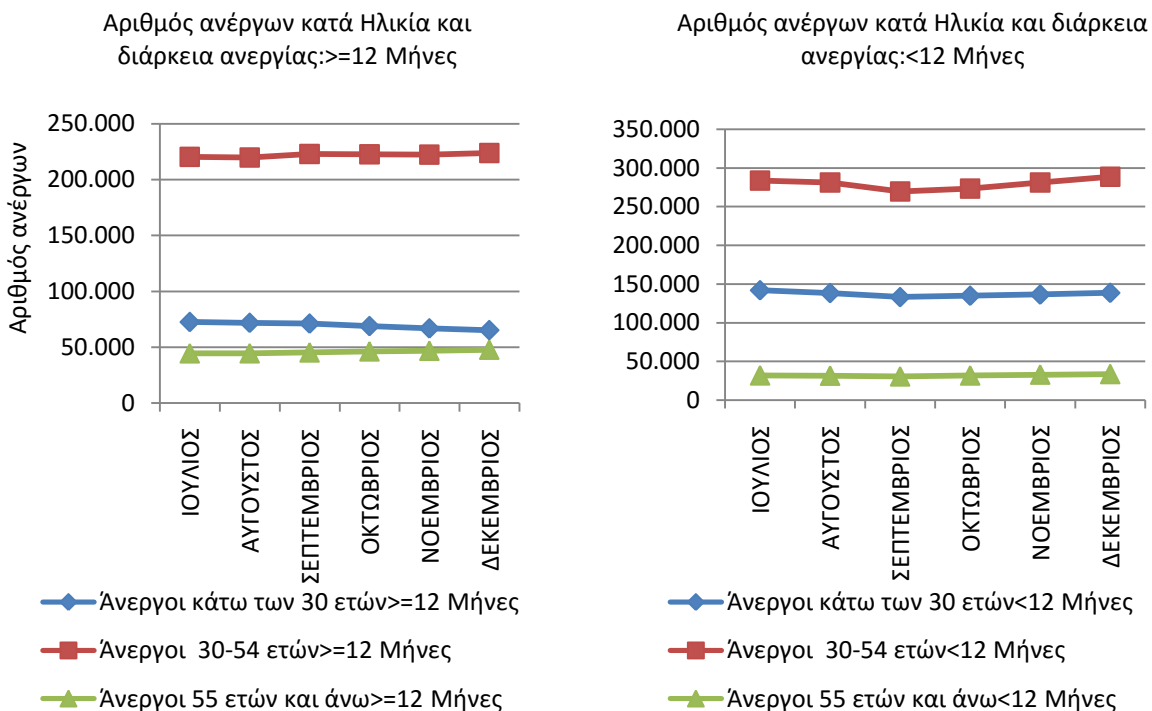 Αριθμός ανέργων κατά Ηλικία και
διάρκεια ανεργίας:>=12 Μήνες
Αριθμός ανέργων
250.000
200.000
150.000
100.000
50.000
0
ΙΟΥΛΙΟΣ
ΑΥΓΟΥΣΤΟΣ
ΣΕΠΤΕΜΒΡΙΟΣ
ΟΚΤΩΒΡΙΟΣ
ΝΟΕΜΒΡΙΟΣ
ΔΕΚΕΜΒΡΙΟΣ
Άνεργοι κάτω των 30 ετών>=12 Μήνες
Άνεργοι 30-54 ετών>=12 Μήνες
Άνεργοι 55 ετών και άνω>=12 Μήνες
Αριθμός ανέργων κατά Ηλικία και διάρκεια
ανεργίας:<12 Μήνες
350.000
300.000
250.000
200.000
150.000
100.000
50.000
0
ΙΟΥΛΙΟΣ
ΑΥΓΟΥΣΤΟΣ
ΣΕΠΤΕΜΒΡΙΟΣ
ΟΚΤΩΒΡΙΟΣ
ΝΟΕΜΒΡΙΟΣ
ΔΕΚΕΜΒΡΙΟΣ
Άνεργοι κάτω των 30 ετών<12 Μήνες
Άνεργοι 30-54 ετών<12 Μήνες
Άνεργοι 55 ετών και άνω<12 Μήνες